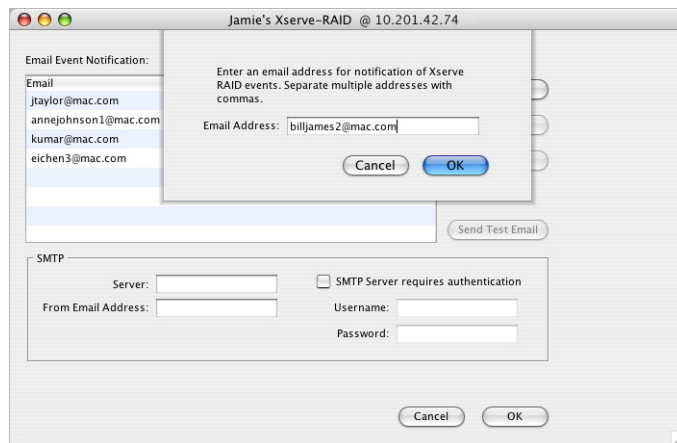 Jamie's Xserve-RAID @ 10.201.42.74
Email Event Notification:
Enter an email address for notification of Xserve
RAID events. Separate multiple addresses with
commas.
Email Address: billjames2@mac.com
Cancel OK
Email
jtaylor@mac.com
annejohnson1@mac.com
kumar@mac.com
eichen3@mac.com
Send Test Email
SMTP
Server:
From Email Address:
SMTP Server requires authentication
Username:
Password:
Cancel OK